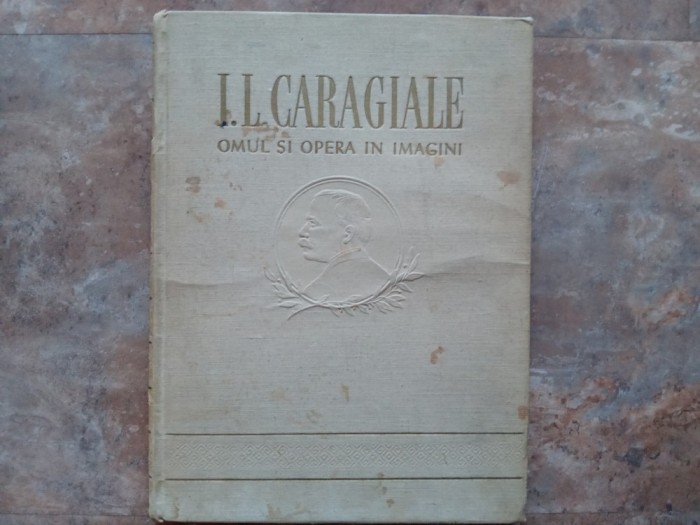 I.L. CARAGIALE
OMUL SI OPERA IN IMAGINI